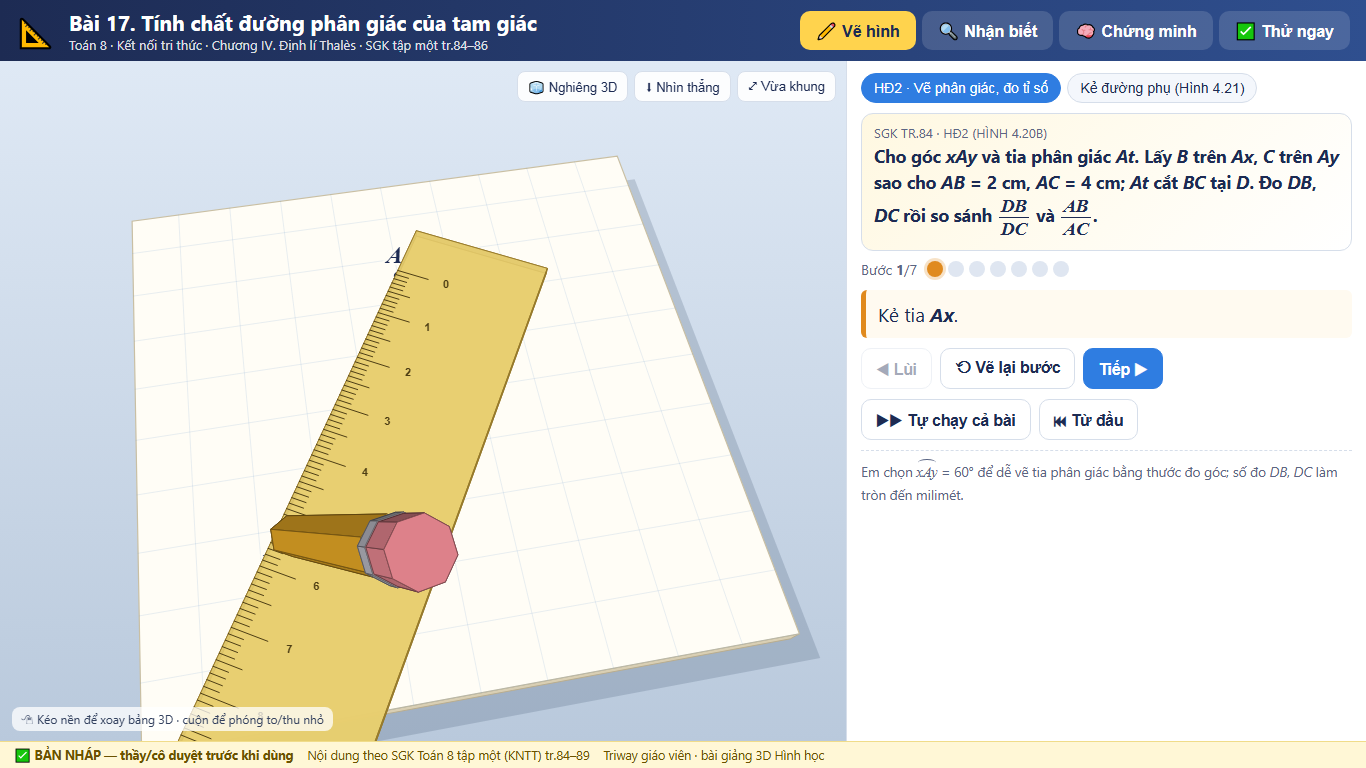 Bài 17. Tính chất đường phân giác của tam giác
Toán 8 · Kết nối tri thức · Chương IV. Định lí Thalès · SGK tập một tr.84–86
Vẽ hình
Nhận biết
Chứng minh
Thử ngay
Nghiêng 3D
⬇ Nhìn thẳng
⤢ Vừa khung
A
0
1
2
3
4
6
7
Kéo nền để xoay bảng 3D · cuộn để phóng to/thu nhỏ
HĐ2 · Vẽ phân giác, đo tỉ số
Kẻ đường phụ (Hình 4.21)
SGK TR.84 · HĐ2 (HÌNH 4.20B)
Cho góc xAy và tia phân giác At. Lấy B trên Ax, C trên Ay
sao cho AB = 2 cm, AC = 4 cm; At cắt BC tại D. Đo DB,
DC rồi so sánh DB/DC và AB/AC.
Bước 1/7
Kẻ tia Ax.
◀ Lùi
Vẽ lại bước
Tiếp ▶
▶▶ Tự chạy cả bài
⏮ Từ đầu
Em chọn xAy = 60° để dễ vẽ tia phân giác bằng thước đo góc; số đo DB, DC làm
tròn đến milimét.
BẢN NHÁP — thầy/cô duyệt trước khi dùng
Nội dung theo SGK Toán 8 tập một (KNTT) tr.84–89
Triway giáo viên · bài giảng 3D Hình học